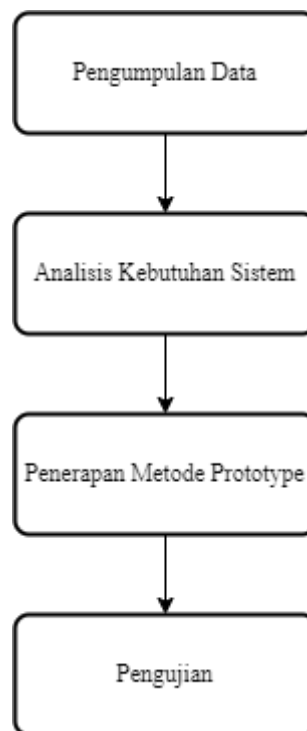 Pengumpulan Data
Analisis Kebutuhan Sistem
Penerapan Metode Prototype
Pengujian